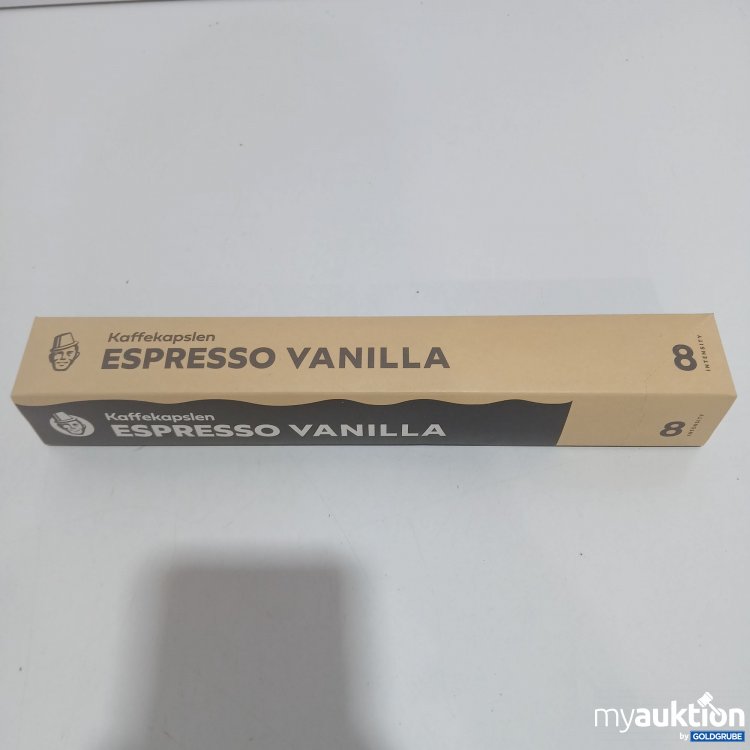 Kaffekapslen
ESPRESSO VANILLA
8
INTENSITY
Kaffekapslen
ESPRESSO VANILLA
8
INTENSITY
myauktion
by GOLDGRUBE